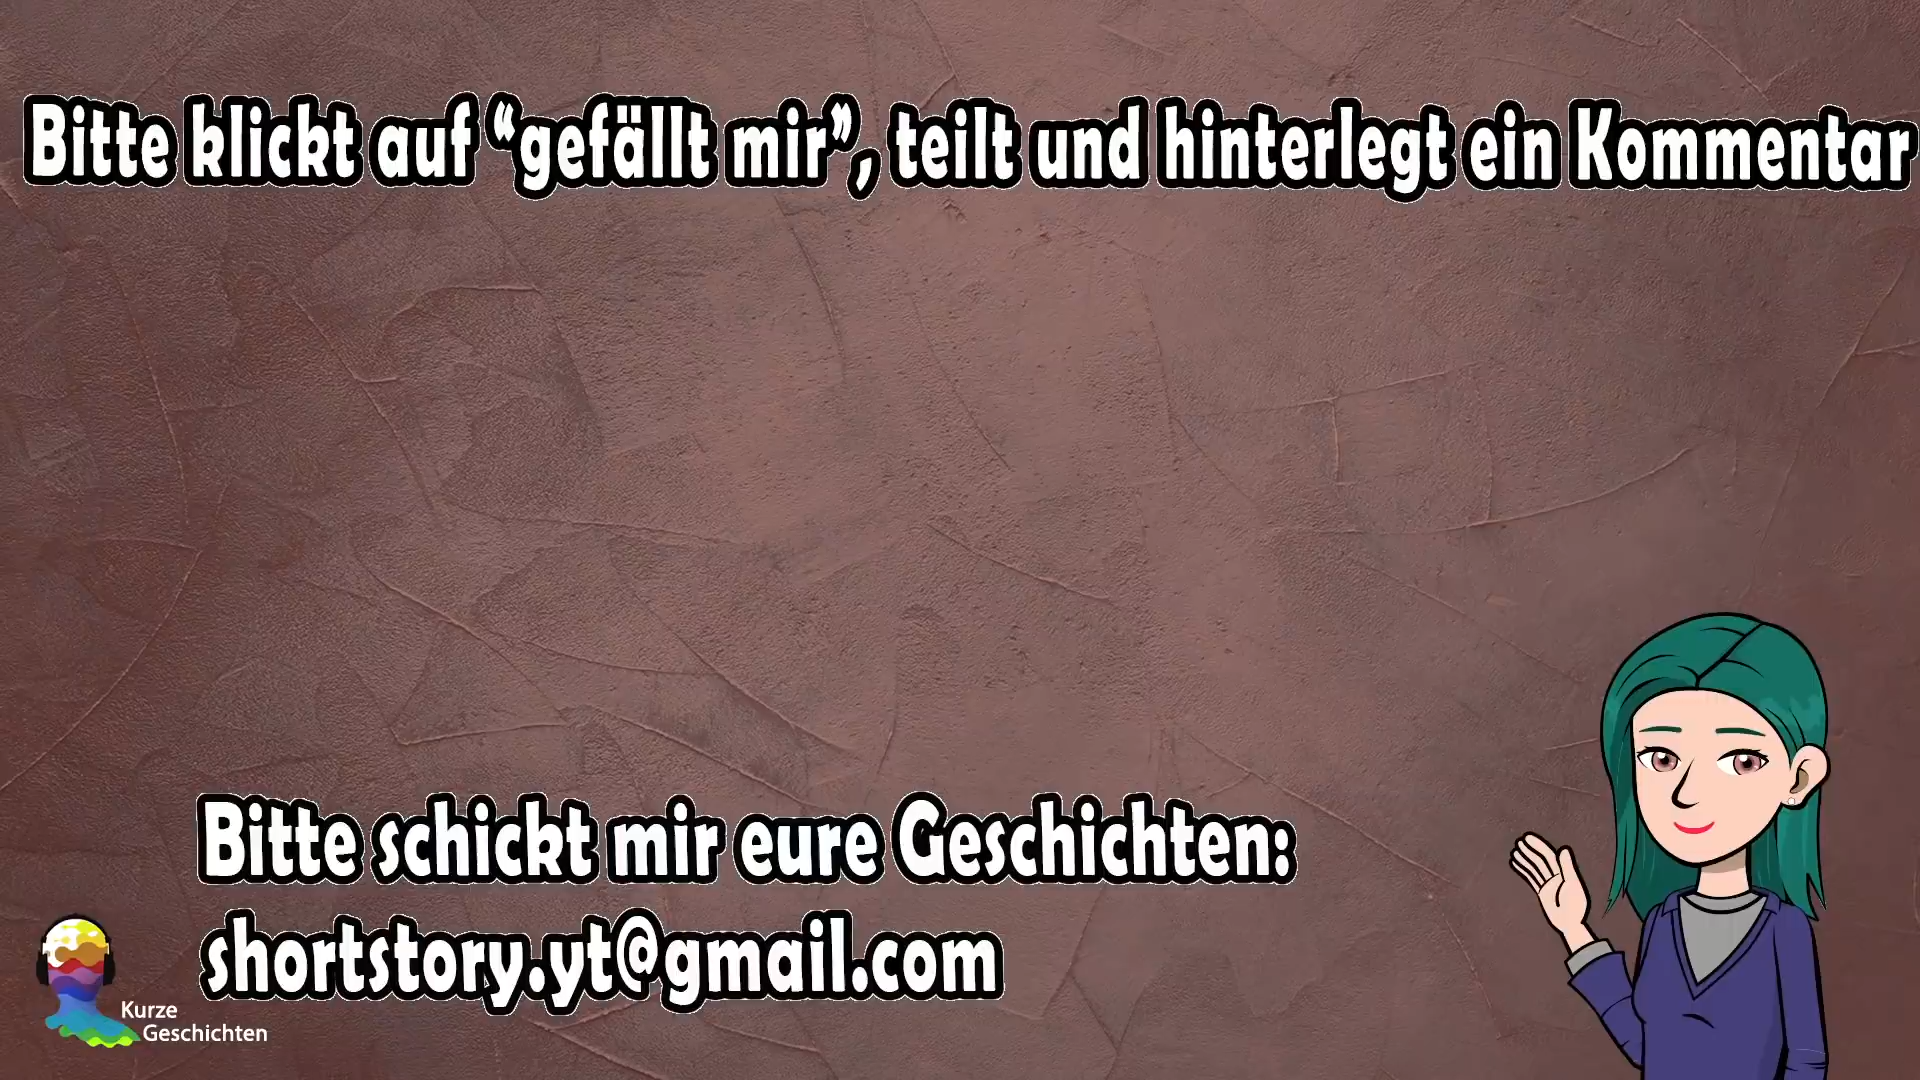 Bitte klickt auf “gefällt mir”, teilt und hinterlegt ein Kommentar
Bitte schickt mir eure Geschichten:
shortstory.yt@gmail.com
Kurze
Geschichten